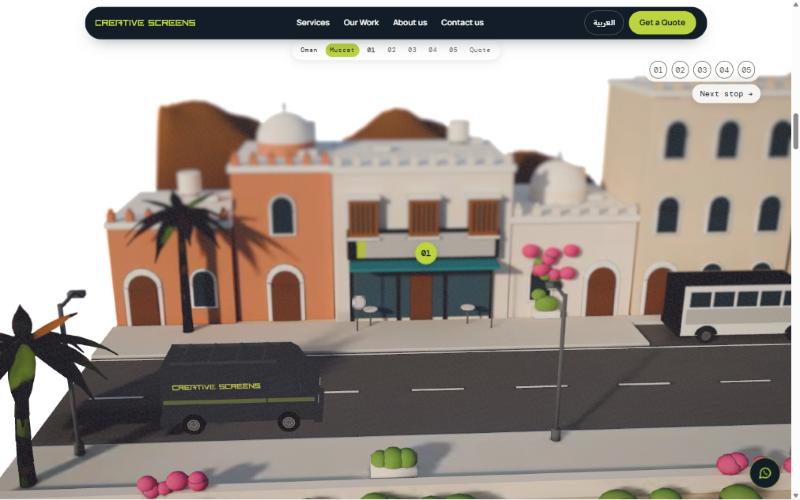 CREATIVE SCREENS
Services Our Work About us Contact us
العربية
Get a Quote
Oman Muscat 01 02 03 04 05 Quote
01 02 03 04 05
Next stop →
01
CREATIVE SCREENS